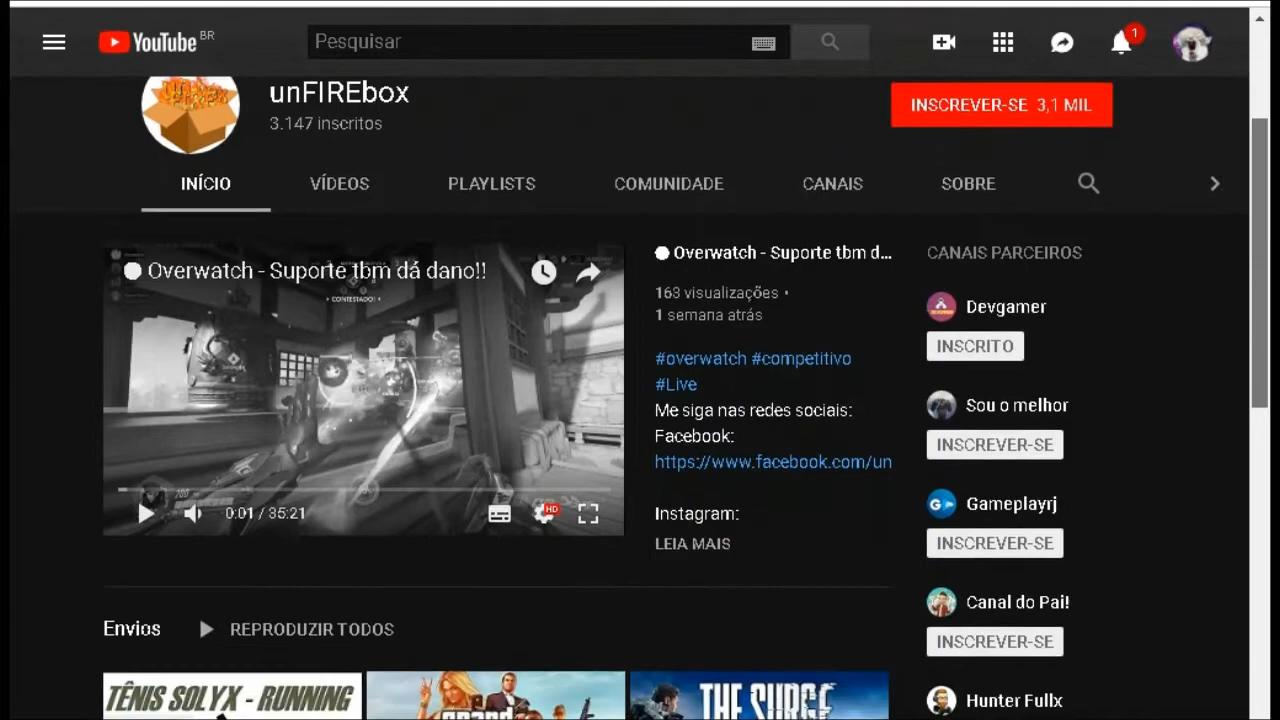 YouTube BR
Pesquisar
1
unFIREbox
3.147 inscritos
INSCREVER-SE 3,1 MIL
INÍCIO
VÍDEOS
PLAYLISTS
COMUNIDADE
CANAIS
SOBRE
Overwatch - Suporte tbm dá dano!!
CONTESTADO!
0:01 / 35:21
HD
Overwatch - Suporte tbm d...
163 visualizações •
1 semana atrás
#overwatch #competitivo
#Live
Me siga nas redes sociais:
Facebook:
https://www.facebook.com/un
Instagram:
LEIA MAIS
CANAIS PARCEIROS
Devgamer
INSCRITO
Sou o melhor
INSCREVER-SE
Gameplayrj
INSCREVER-SE
Canal do Pai!
INSCREVER-SE
Hunter Fullx
Envios
REPRODUZIR TODOS
TÊNIS SOLYX - RUNNING
THE SURGE